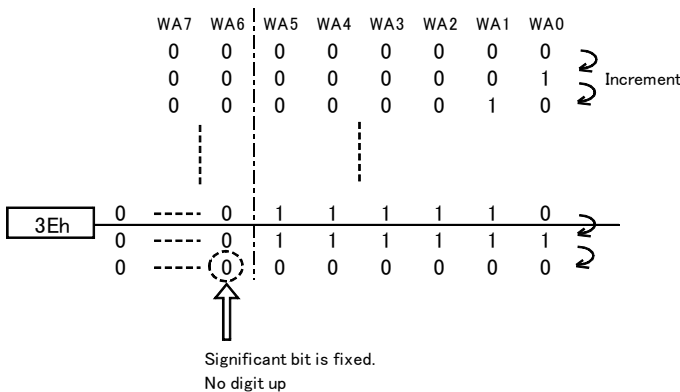 WA7 WA6 WA5 WA4 WA3 WA2 WA1 WA0
0 0 0 0 0 0 0 0
0 0 0 0 0 0 0 1
Increment
0 0 0 0 0 0 1 0
0 0 1 1 1 1 1 0
3Eh
0 0 1 1 1 1 1 1
0 0 0 0 0 0 0 0
Significant bit is fixed.
No digit up